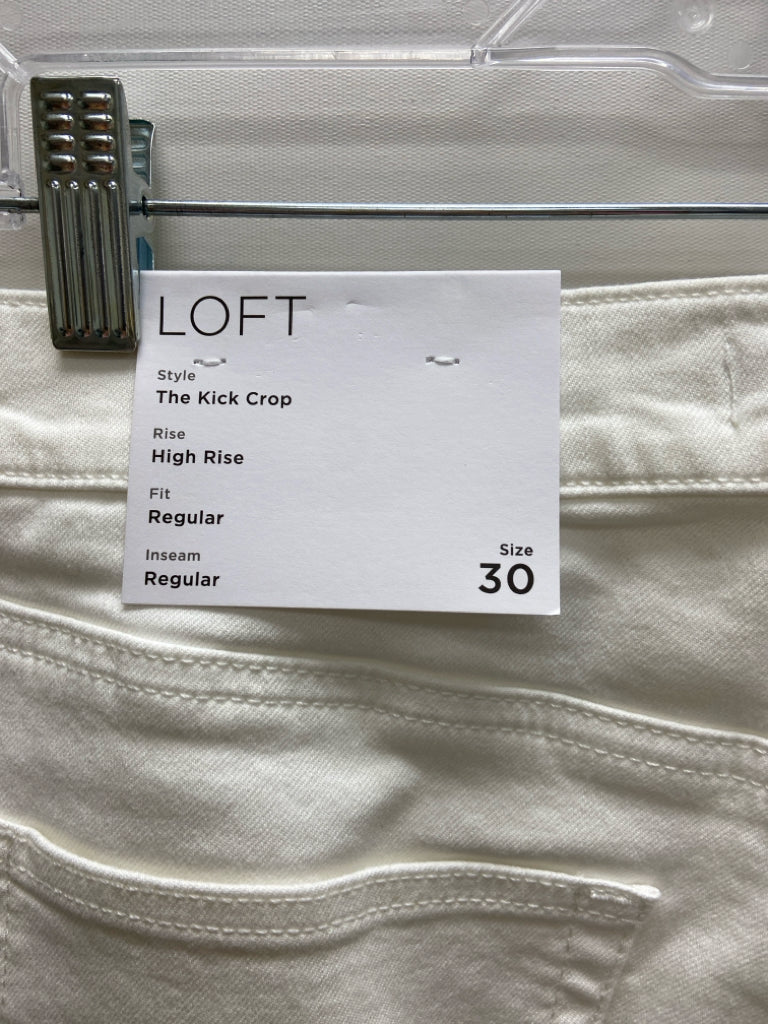 LOFT
Style
The Kick Crop
Rise
High Rise
Fit
Regular
Inseam
Regular
Size
30